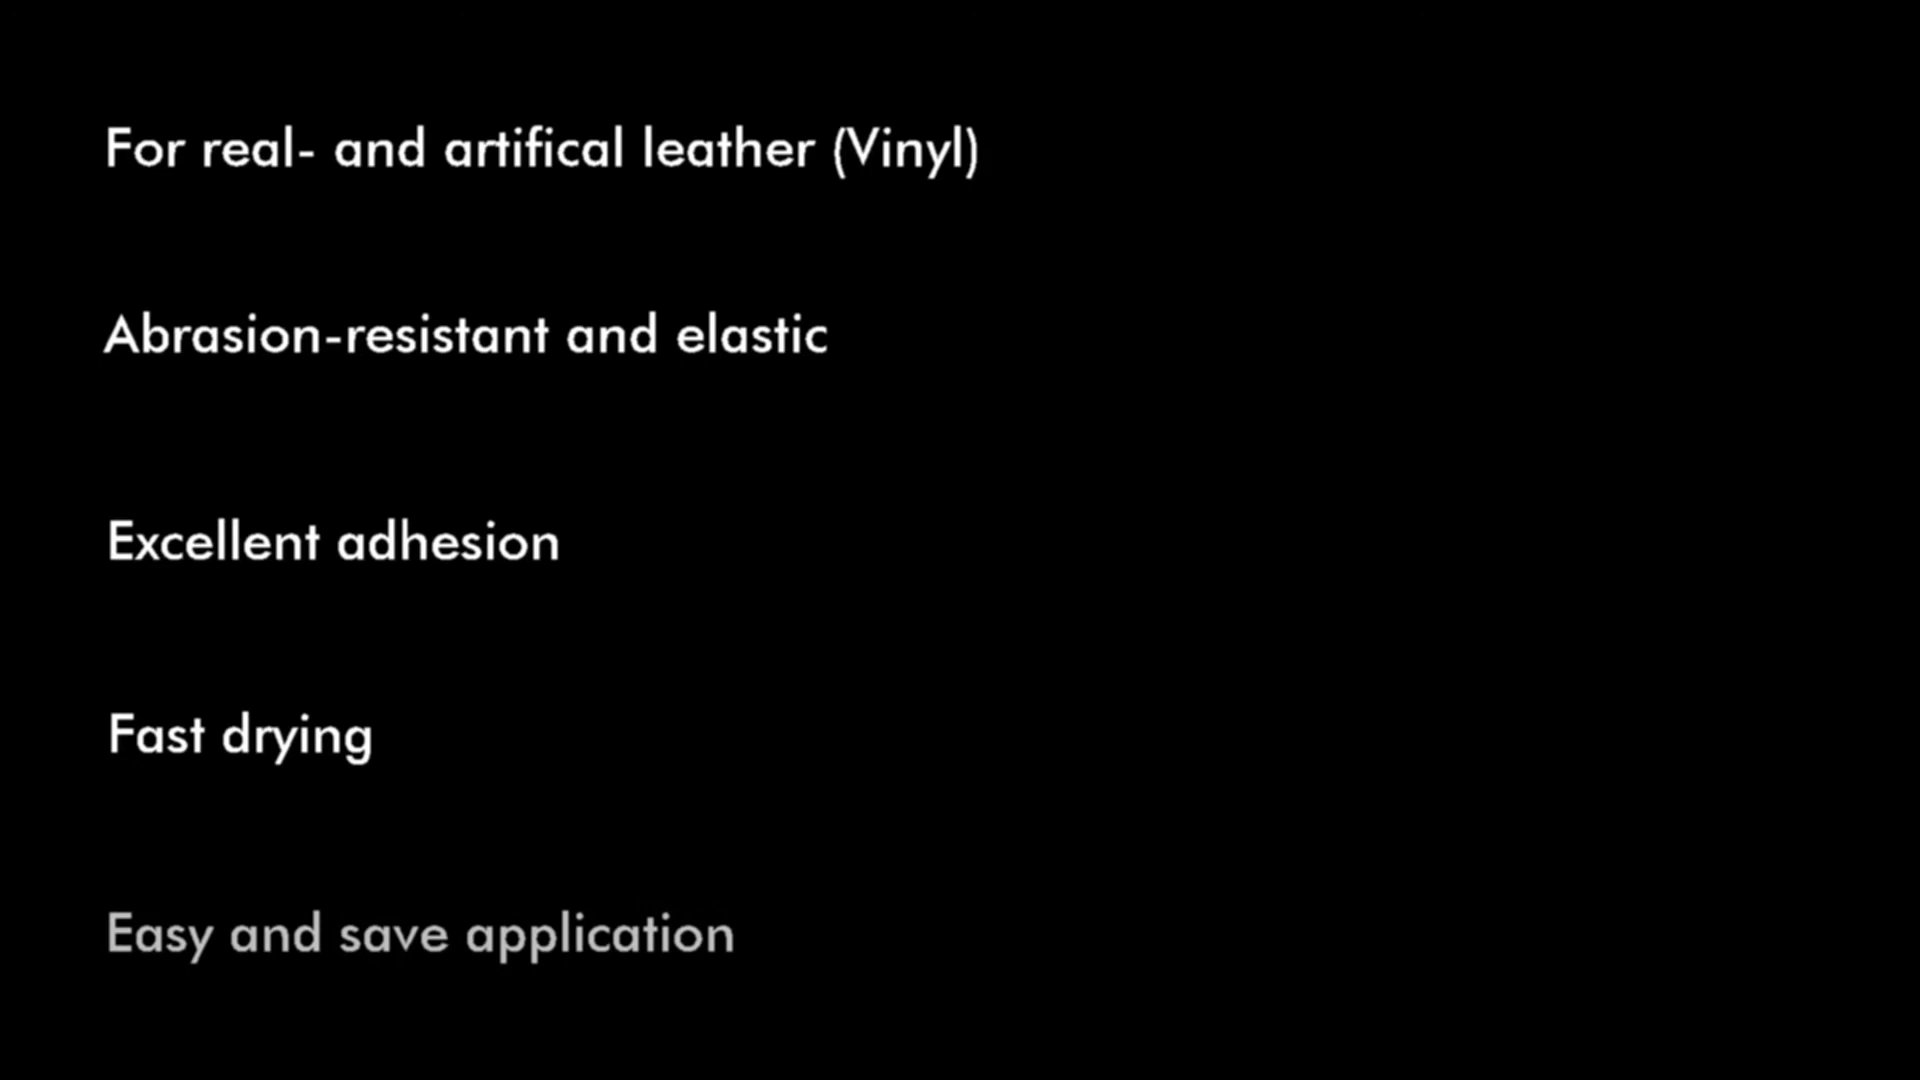 For real- and artifical leather (Vinyl)
Abrasion-resistant and elastic
Excellent adhesion
Fast drying
Easy and save application